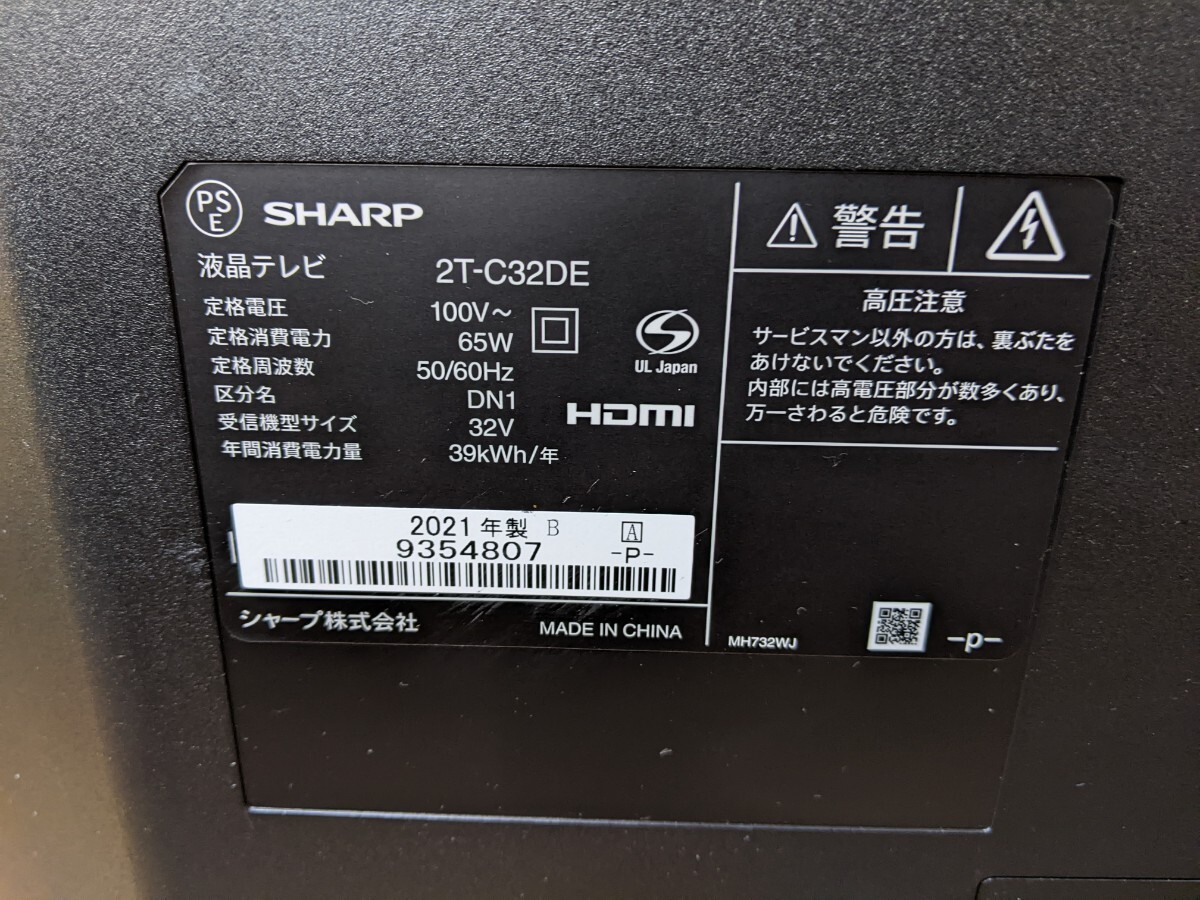 PS
E
SHARP
液晶テレビ 2T-C32DE
定格電圧 100V～
定格消費電力 65W
定格周波数 50/60Hz
区分名 DN1
受信機型サイズ 32V
年間消費電力量 39kWh/年
S
UL Japan
HDMI
2021年製 B A
9354807 -P-
シャープ株式会社 MADE IN CHINA
警告
高圧注意
サービスマン以外の方は、裏ぶたを
あけないでください。
内部には高電圧部分が数多くあり、
万一さわると危険です。
MH732WJ -p-